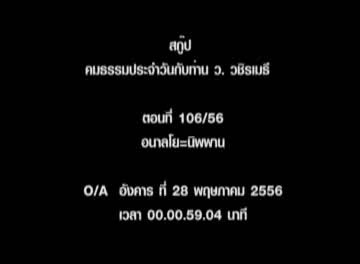 สกู๊ป
คมธรรมประจำวันกับท่าน ว. วชิรเมธี
ตอนที่ 106/56
อนาลโย=นิพพาน
O/A อังคาร ที่ 28 พฤษภาคม 2556
เวลา 00.00.59.04 นาที